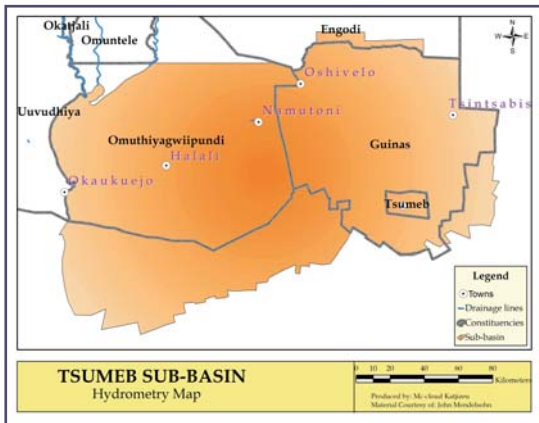 Okatjali
Omuntele
Engodi
N
W E
S
Oshivelo
Uuvudhiya
Namutoni
Tsintsabis
Omuthiyagwiipundi
Guinas
Halali
Okaukuejo
Tsumeb
Legend
Towns
Drainage lines
Constituencies
Sub-basin
TSUMEB SUB-BASIN
Hydrometry Map
0 10 20 40 60 80
Kilometers
Produced by: Mc-cloud Katjizeu
Material Courtesy of: John Mendelsohn